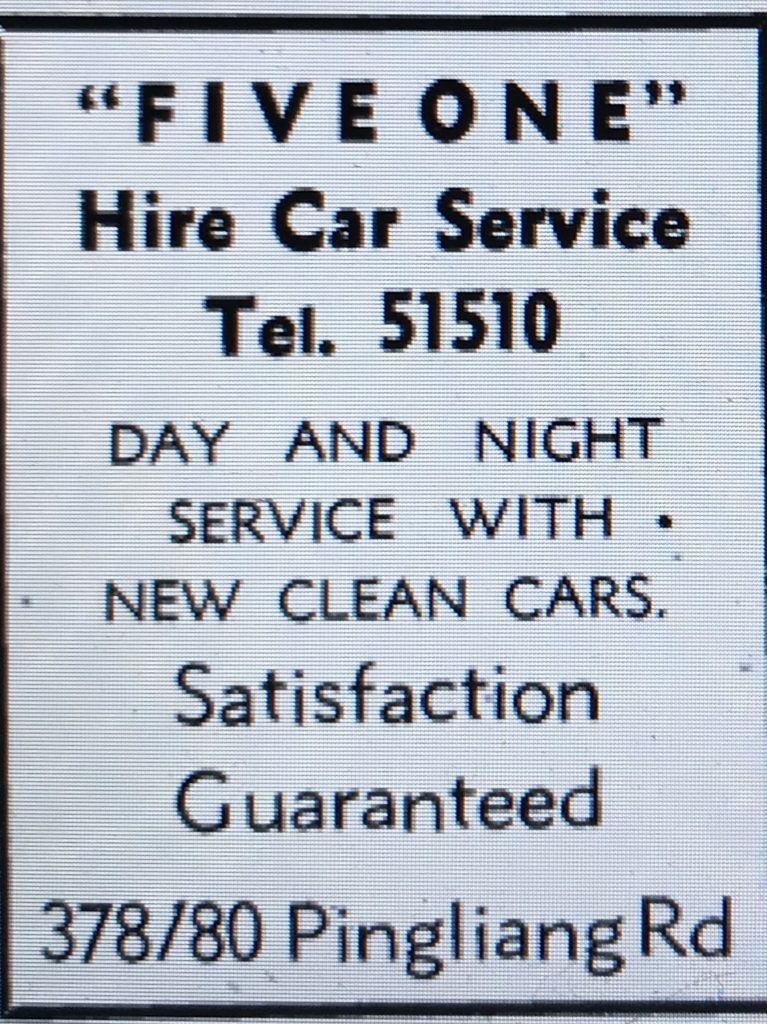 “FIVE ONE”
Hire Car Service
Tel. 51510
DAY AND NIGHT
SERVICE WITH
NEW CLEAN CARS.
Satisfaction
Guaranteed
378/80 Pingliang Rd